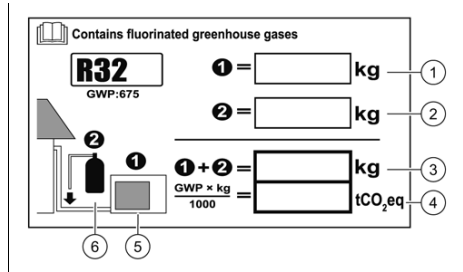 Contains fluorinated greenhouse gases
R32
GWP:675
❶= kg
❷= kg
❶+❷= kg
GWP × kg
1000
= tCO₂eq
❷
❶
1
2
3
4
6
5